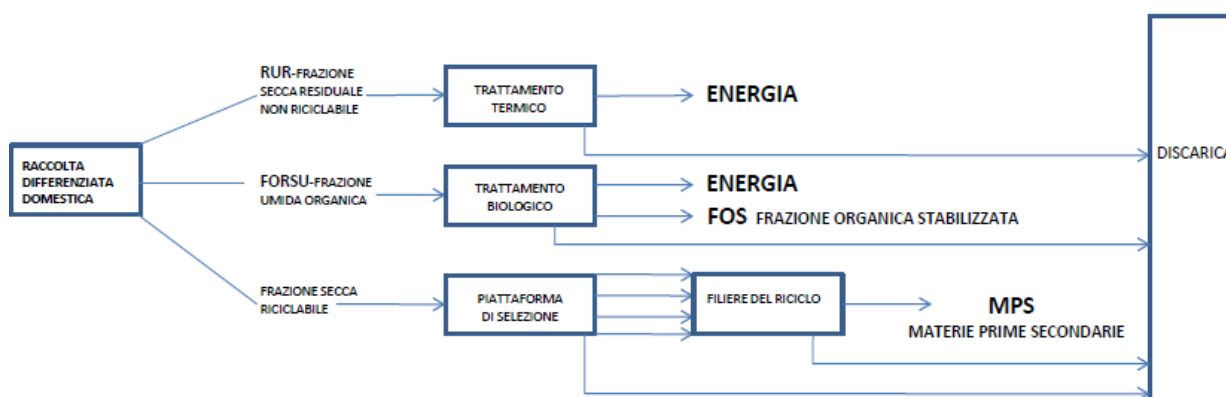 RUR-FRAZIONE
SECCA RESIDUALE
NON RICICLABILE
TRATTAMENTO
TERMICO
ENERGIA
RACCOLTA
DIFFERENZIATA
DOMESTICA
DISCARICA
FORSU-FRAZIONE
UMIDA ORGANICA
TRATTAMENTO
BIOLOGICO
ENERGIA
FOS FRAZIONE ORGANICA STABILIZZATA
FRAZIONE SECCA
RICICLABILE
PIATTAFORMA
DI SELEZIONE
FILIERE DEL RICICLO
MPS
MATERIE PRIME SECONDARIE